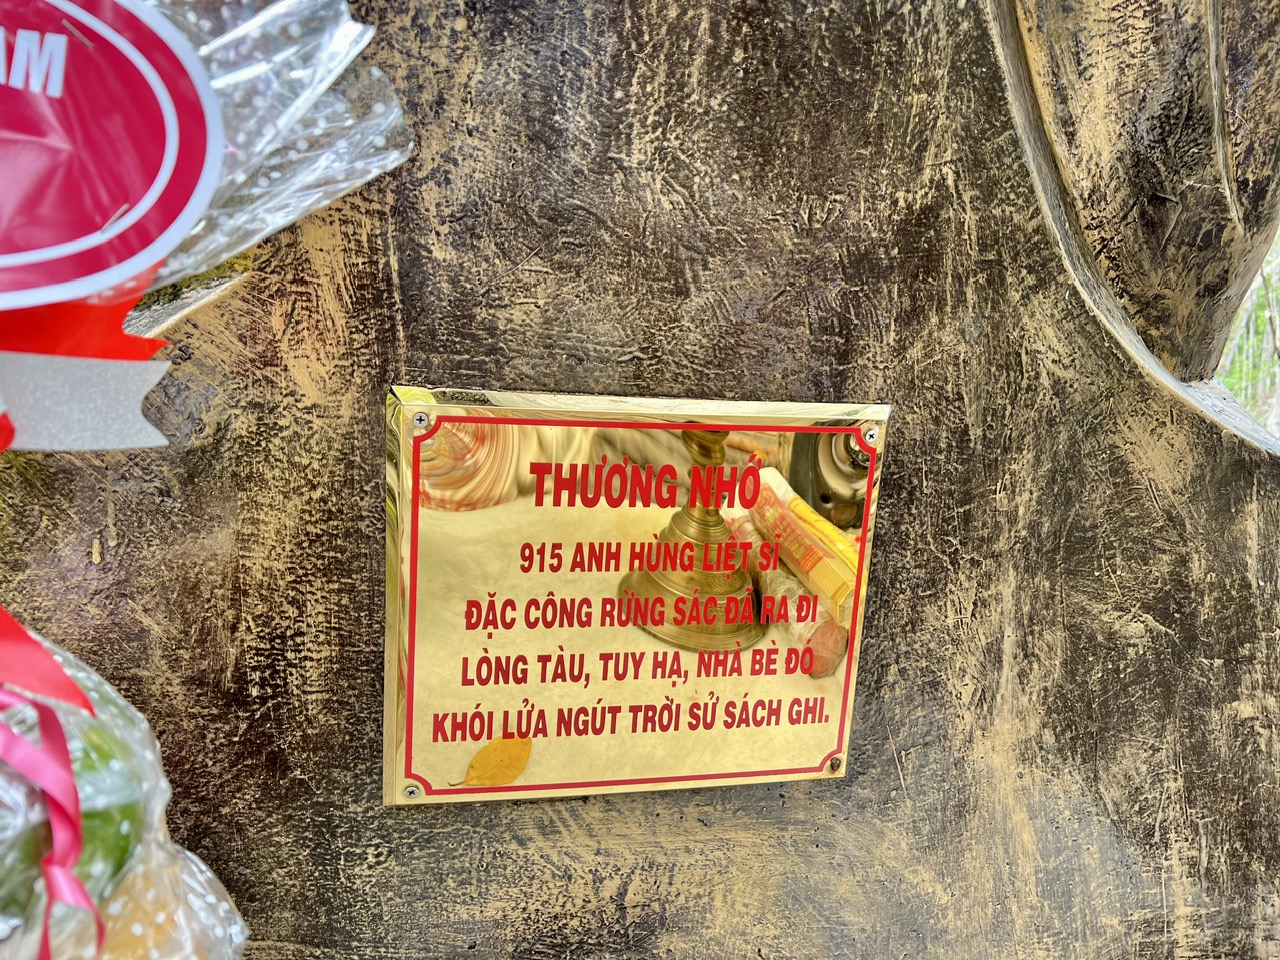 AM
THƯƠNG NHỚ
915 ANH HÙNG LIỆT SĨ
ĐẶC CÔNG RỪNG SÁC ĐÃ RA ĐI
LÒNG TÀU, TUY HẠ, NHÀ BÈ ĐÓ
KHÓI LỬA NGÚT TRỜI SỬ SÁCH GHI.